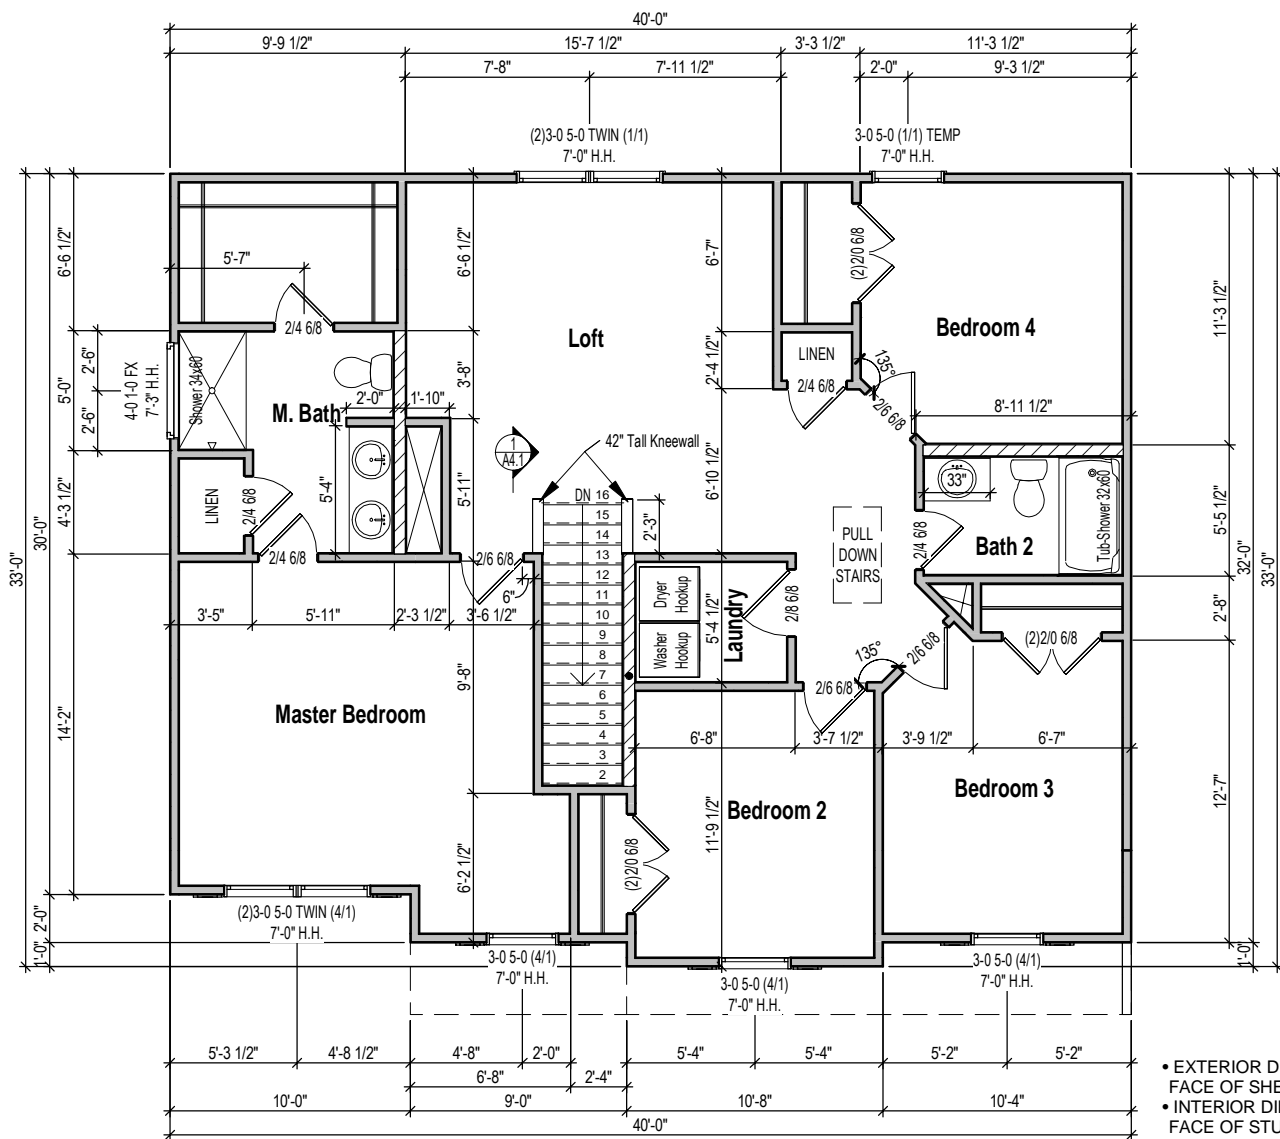 40'-0"
9'-9 1/2" 15'-7 1/2" 3'-3 1/2" 11'-3 1/2"
7'-8" 7'-11 1/2" 2'-0" 9'-3 1/2"
(2)3-0 5-0 TWIN (1/1)
7'-0" H.H.
3-0 5-0 (1/1) TEMP
7'-0" H.H.
33'-0"
30'-0"
2'-0"
1'-0"
6'-6 1/2"
5'-0"
4'-3 1/2"
14'-2"
2'-6"
2'-6"
4-0 1-0 FX
7'-3" H.H.
5'-7"
2/4 6/8
Shower 34x60
M. Bath
2'-0"
1'-10"
5'-4"
5'-11"
LINEN
2/4 6/8
2/4 6/8
6'-6 1/2"
3'-8"
Loft
1
A4.1
42" Tall Kneewall
6'-7"
2'-4 1/2"
6'-10 1/2"
LINEN
2/4 6/8
(2)2/0 6/8
Bedroom 4
135°
2/6 6/8
8'-11 1/2"
33"
Bath 2
2/4 6/8
Tub-Shower 32x60
11'-3 1/2"
5'-5 1/2"
2'-8"
12'-7"
1'-0"
32'-0"
33'-0"
DN 16
15
14
13
12
11
10
9
8
7
6
5
4
3
2
2'-3"
2/6 6/8
6"
PULL
DOWN
STAIRS
Dryer
Hookup
Washer
Hookup
5'-4 1/2"
Laundry
2/8 6/8
3'-5" 5'-11" 2'-3 1/2" 3'-6 1/2"
9'-8"
6'-2 1/2"
Master Bedroom
135°
2/6 6/8
2/6 6/8
(2)2/0 6/8
6'-8" 3'-7 1/2" 3'-9 1/2" 6'-7"
11'-9 1/2"
Bedroom 2
Bedroom 3
(2)2/0 6/8
(2)3-0 5-0 TWIN (4/1)
7'-0" H.H.
3-0 5-0 (4/1)
7'-0" H.H.
3-0 5-0 (4/1)
7'-0" H.H.
3-0 5-0 (4/1)
7'-0" H.H.
5'-3 1/2" 4'-8 1/2" 4'-8" 2'-0" 5'-4" 5'-4" 5'-2" 5'-2"
6'-8" 2'-4"
10'-0" 9'-0" 10'-8" 10'-4"
40'-0"
• EXTERIOR D
FACE OF SHE
• INTERIOR DI
FACE OF STU